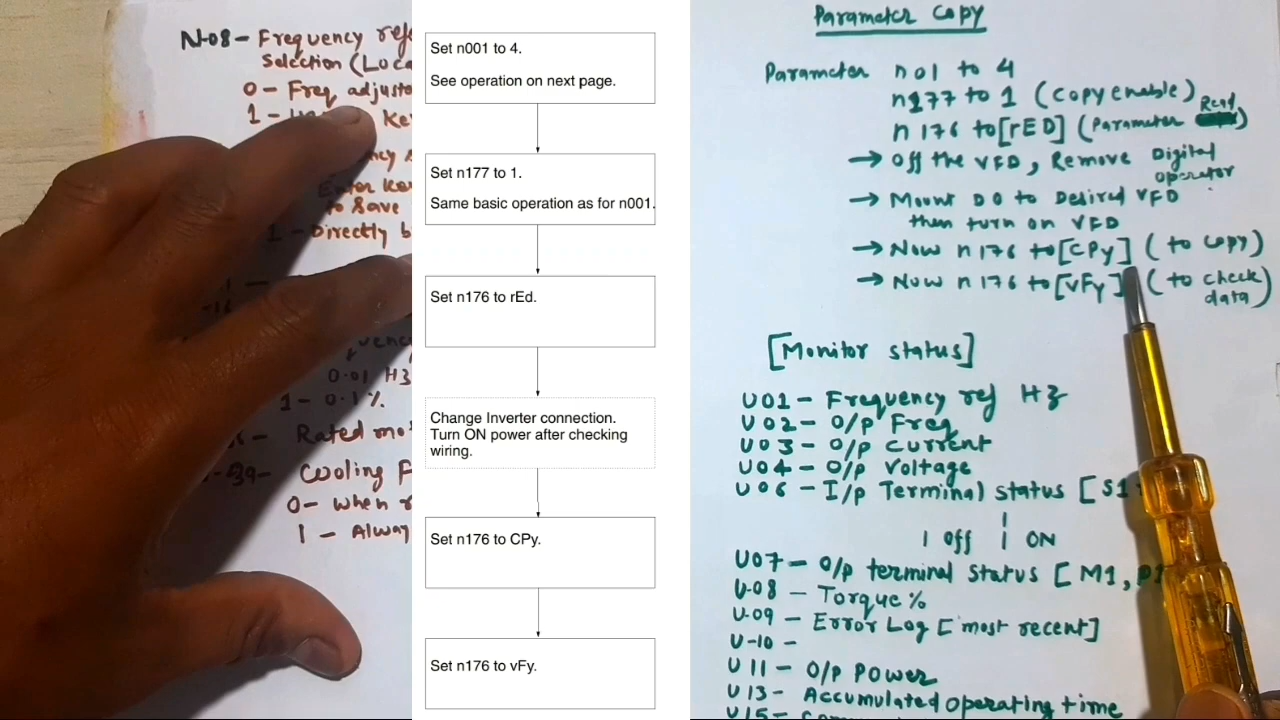 N-08 - Frequency refe
Selection (Loca
0 - Freq adjusto
1 -
to Save
1 - Directly b
0.01 Hz
1 - 0.1%
Rated mo
39 - Cooling F
0 - When r
1 - Alway
Set n001 to 4.
See operation on next page.
Set n177 to 1.
Same basic operation as for n001.
Set n176 to rEd.
Change Inverter connection.
Turn ON power after checking
wiring.
Set n176 to CPy.
Set n176 to vFy.
Parameter Copy
Parameter n01 to 4
n177 to 1 (Copy enable)
n176 to [rED] (Parameter Read)
→ Off the VFD, Remove Digital
operator
→ Mount DO to Desired VFD
then turn on VFD
→ Now n176 to [CPy] (to copy)
→ Now n176 to [vFy] (to check
data)
[Monitor status]
U01 - Frequency ref Hz
U02 - O/p Freq
U03 - O/p Current
U04 - O/p Voltage
U06 - I/p Terminal status [S1
| Off | ON
U07 - O/p terminal status [M1, P1
U-08 - Torque %
U-09 - Error Log [most recent]
U-10 -
U11 - O/p Power
U13 - Accumulated operating time
U15 -